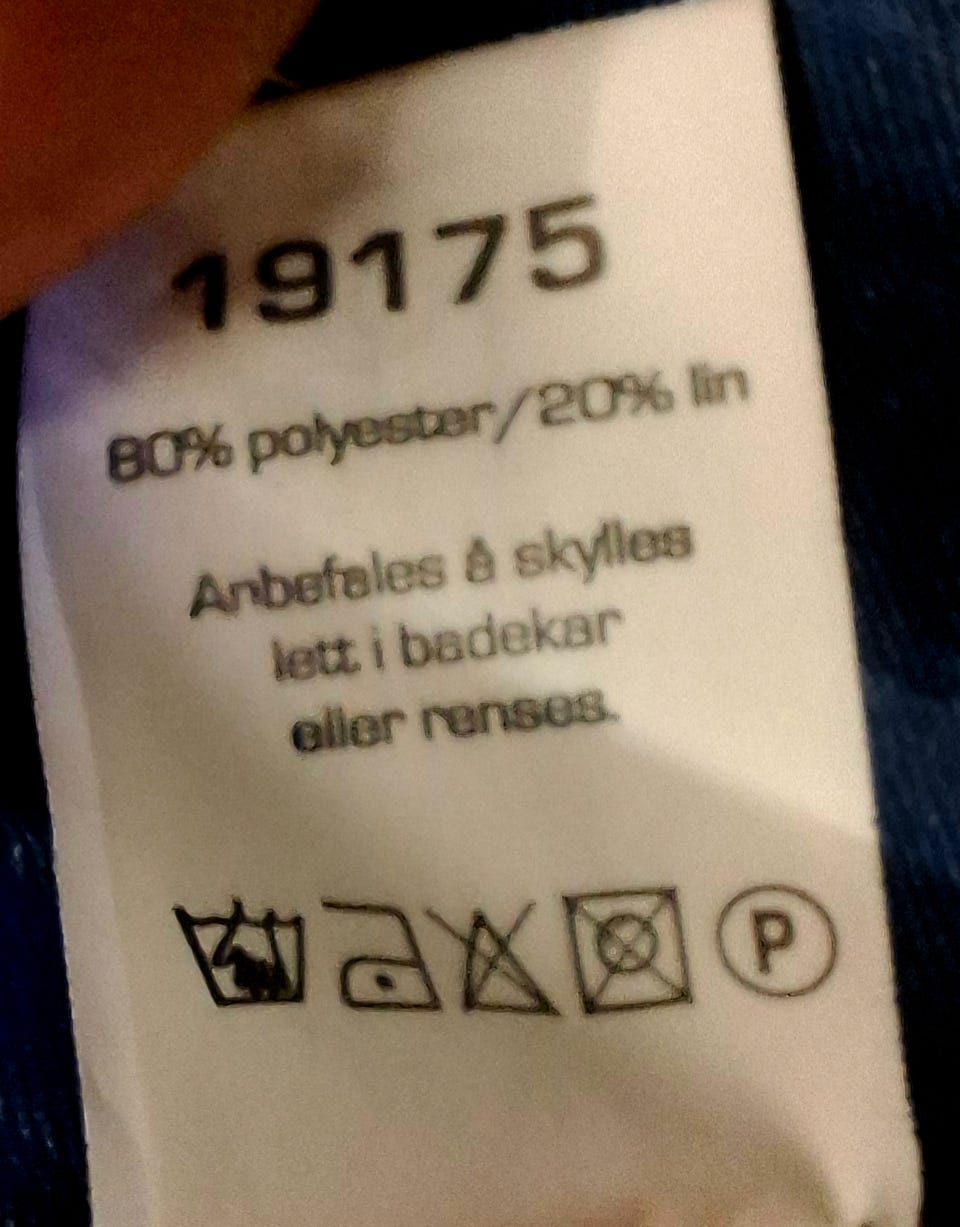 19175
80% polyester/20% lin
Anbefales å skylles
lett i badekar
eller renses.
P